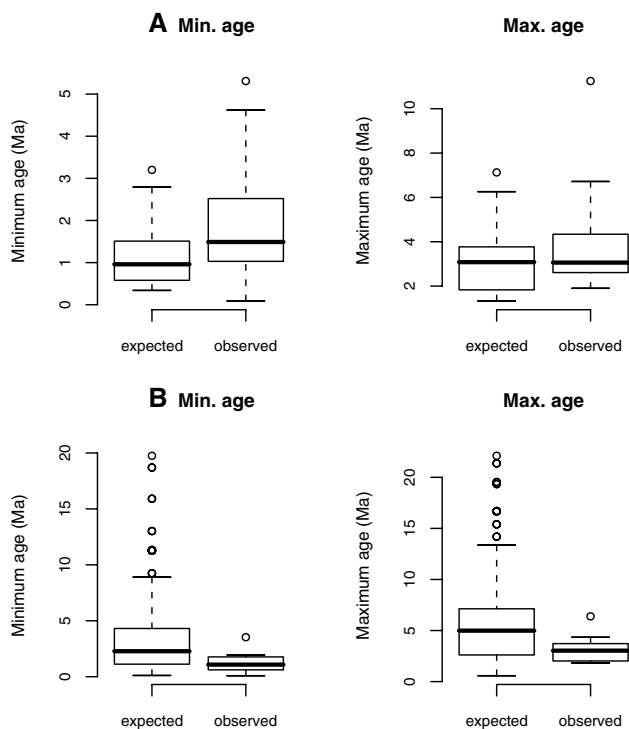 A Min. age
Max. age
Minimum age (Ma)
5
4
3
2
1
0
expected observed
Maximum age (Ma)
10
8
6
4
2
expected observed
B Min. age
Max. age
Minimum age (Ma)
20
15
10
5
0
expected observed
Maximum age (Ma)
20
15
10
5
0
expected observed